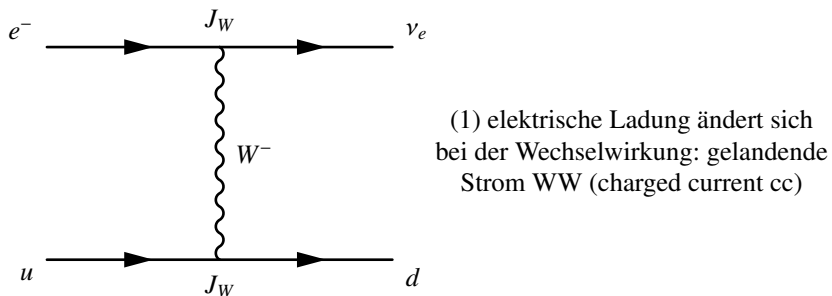 e⁻ J_W ν_e
W⁻
(1) elektrische Ladung ändert sich
bei der Wechselwirkung: gelandende
Strom WW (charged current cc)
u J_W d